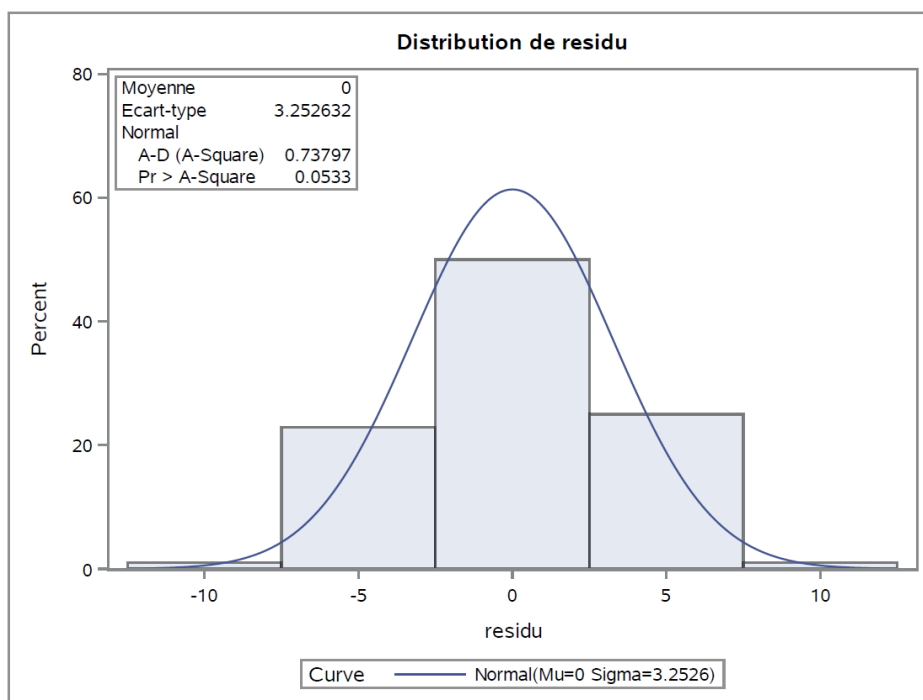 Distribution de residu
80
60
40
20
0
Percent
Moyenne 0
Ecart-type 3.252632
Normal
A-D (A-Square) 0.73797
Pr > A-Square 0.0533
-10 -5 0 5 10
residu
Curve Normal(Mu=0 Sigma=3.2526)